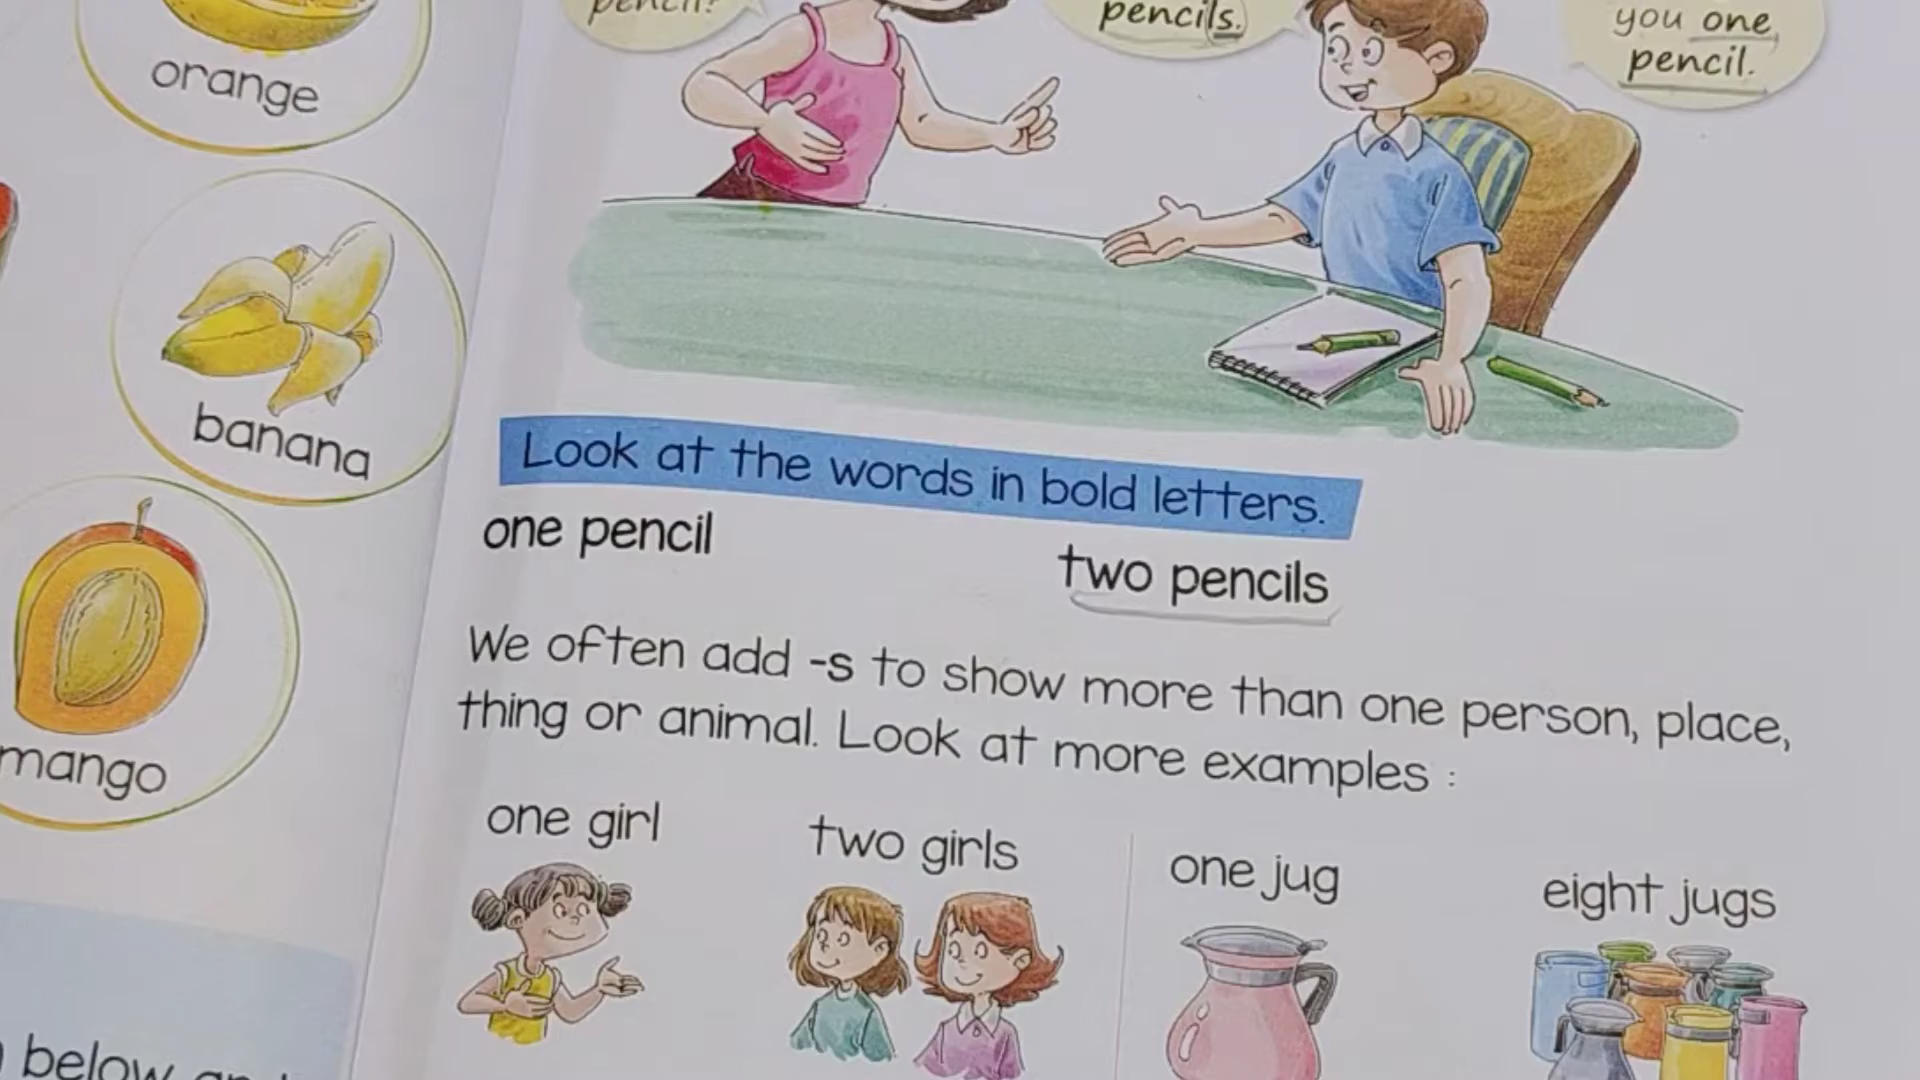 orange
banana
mango
below
pencil?
pencils.
you one
pencil.
Look at the words in bold letters.
one pencil
two pencils
We often add -s to show more than one person, place,
thing or animal. Look at more examples :
one girl
two girls
one jug
eight jugs